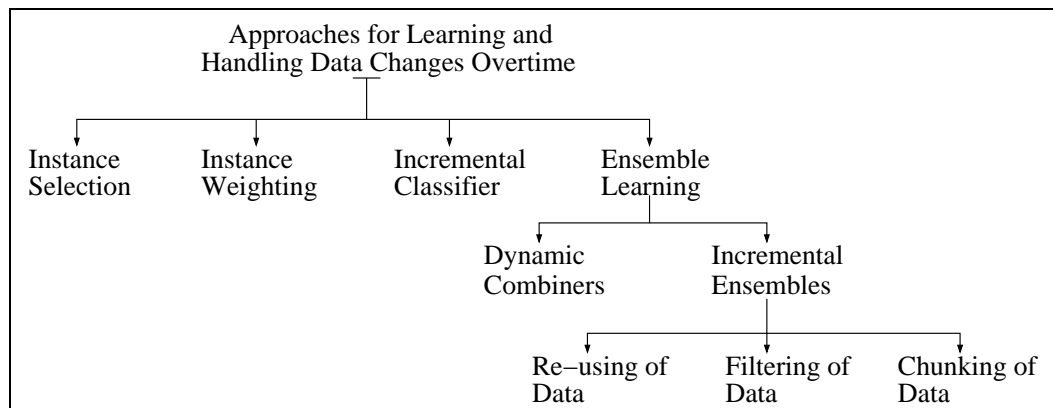 Approaches for Learning and
Handling Data Changes Overtime
Instance
Selection
Instance
Weighting
Incremental
Classifier
Ensemble
Learning
Dynamic
Combiners
Incremental
Ensembles
Re−using of
Data
Filtering of
Data
Chunking of
Data